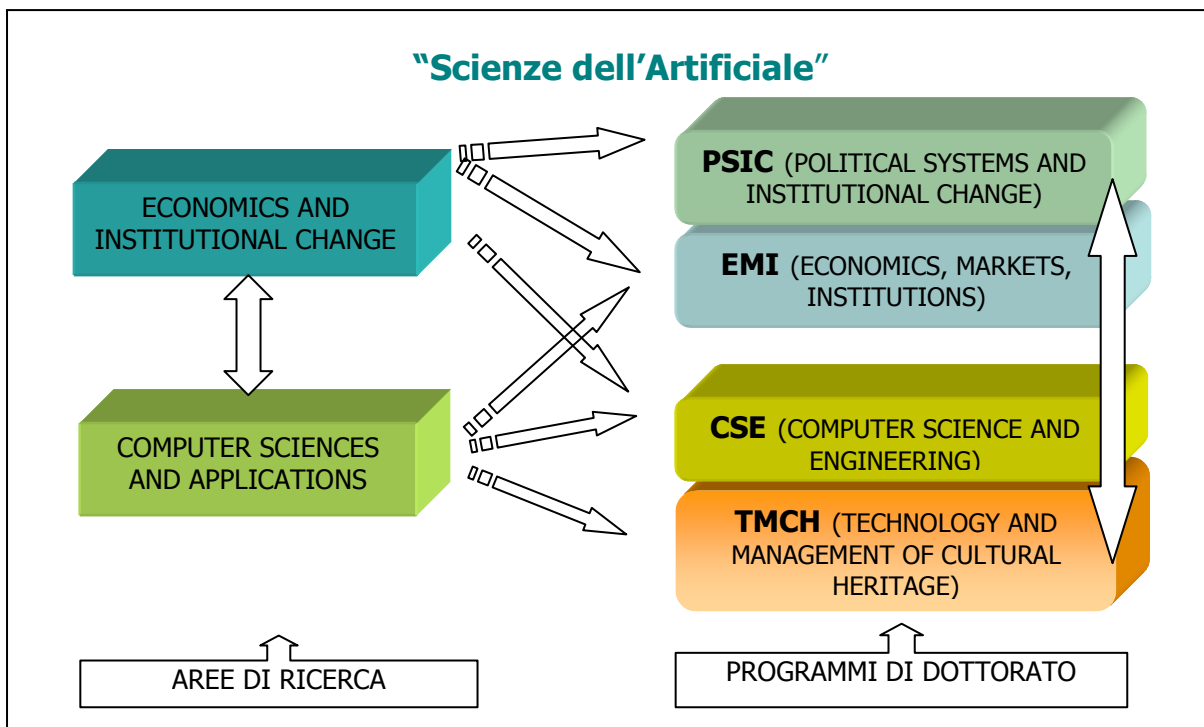 “Scienze dell’Artificiale”
ECONOMICS AND
INSTITUTIONAL CHANGE
COMPUTER SCIENCES
AND APPLICATIONS
PSIC (POLITICAL SYSTEMS AND
INSTITUTIONAL CHANGE)
EMI (ECONOMICS, MARKETS,
INSTITUTIONS)
CSE (COMPUTER SCIENCE AND
ENGINEERING)
TMCH (TECHNOLOGY AND
MANAGEMENT OF CULTURAL
HERITAGE)
AREE DI RICERCA
PROGRAMMI DI DOTTORATO